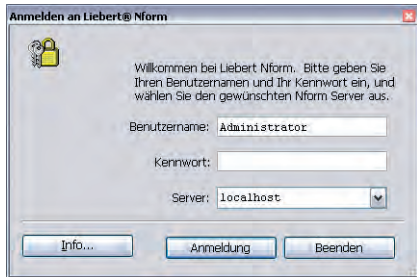 Anmelden an Liebert® Nform
Willkommen bei Liebert Nform. Bitte geben Sie
Ihren Benutzernamen und Ihr Kennwort ein, und
wählen Sie den gewünschten Nform Server aus.
Benutzername: Administrator
Kennwort:
Server: localhost
Info... Anmeldung Beenden